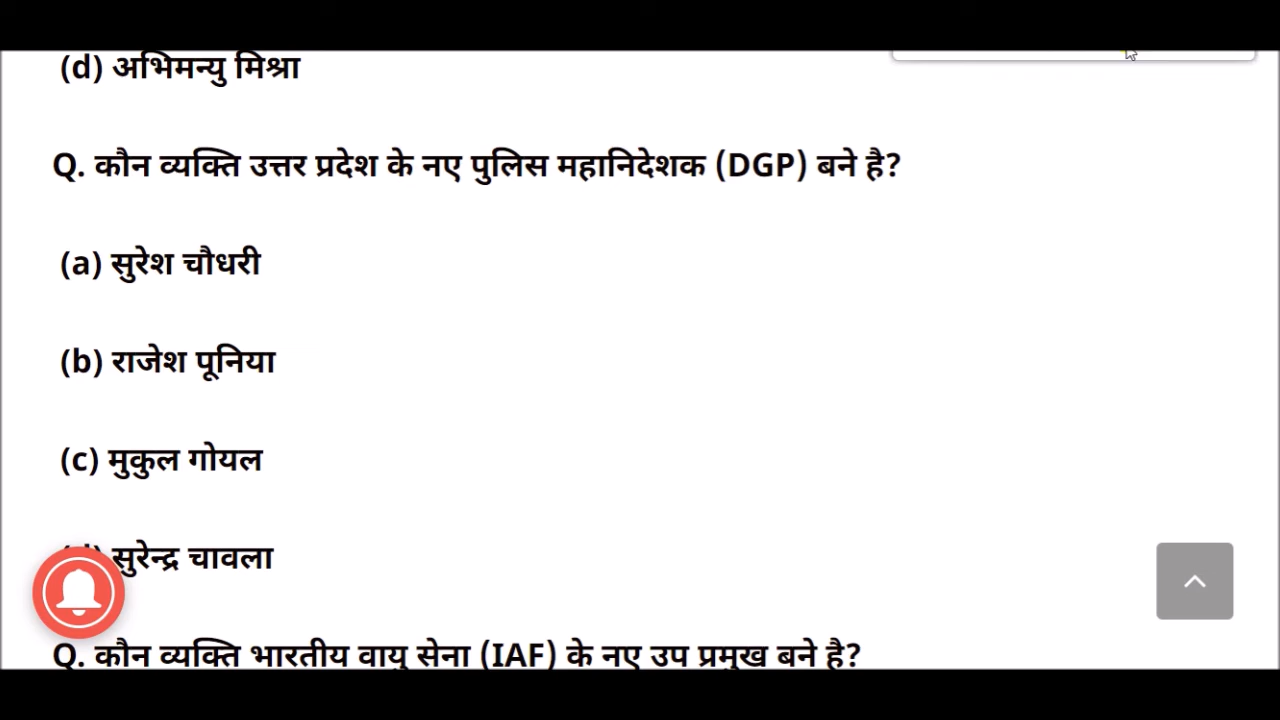 (d) अभिमन्यु मिश्रा
Q. कौन व्यक्ति उत्तर प्रदेश के नए पुलिस महानिदेशक (DGP) बने है?
(a) सुरेश चौधरी
(b) राजेश पूनिया
(c) मुकुल गोयल
(d) सुरेन्द्र चावला
Q. कौन व्यक्ति भारतीय वायु सेना (IAF) के नए उप प्रमुख बने है?